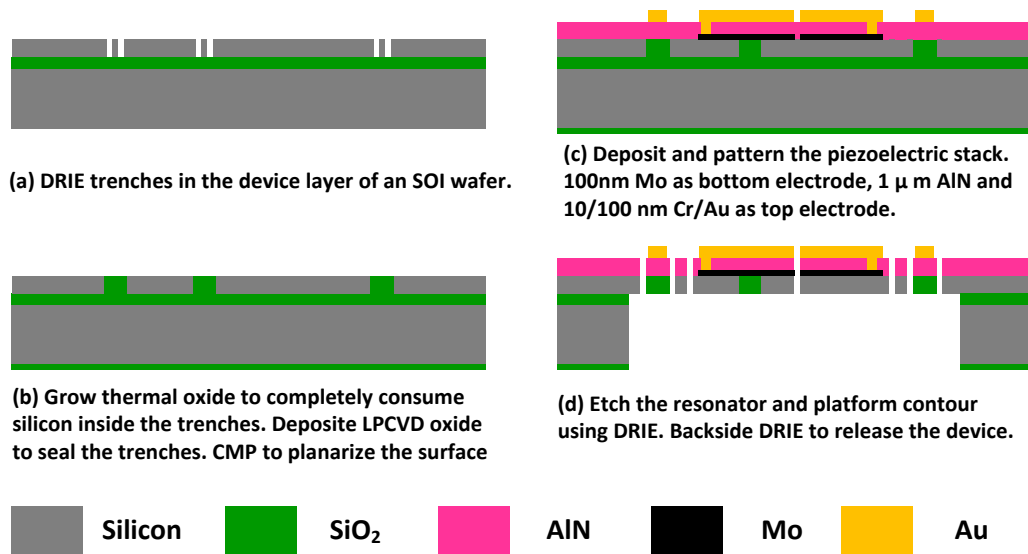 (a) DRIE trenches in the device layer of an SOI wafer.
(b) Grow thermal oxide to completely consume
silicon inside the trenches. Deposite LPCVD oxide
to seal the trenches. CMP to planarize the surface
(c) Deposit and pattern the piezoelectric stack.
100nm Mo as bottom electrode, 1 μ m AlN and
10/100 nm Cr/Au as top electrode.
(d) Etch the resonator and platform contour
using DRIE. Backside DRIE to release the device.
Silicon SiO₂ AlN Mo Au